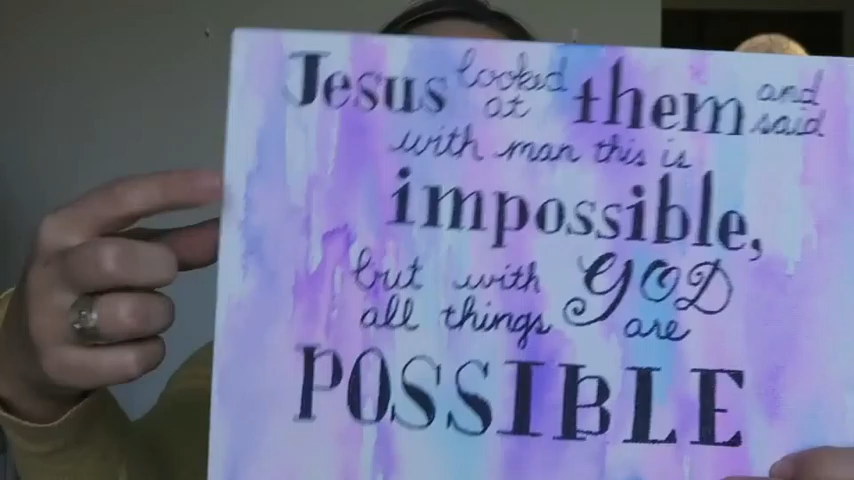 Jesus looked at them and said
with man this is
impossible,
but with GOD
all things are
POSSIBLE